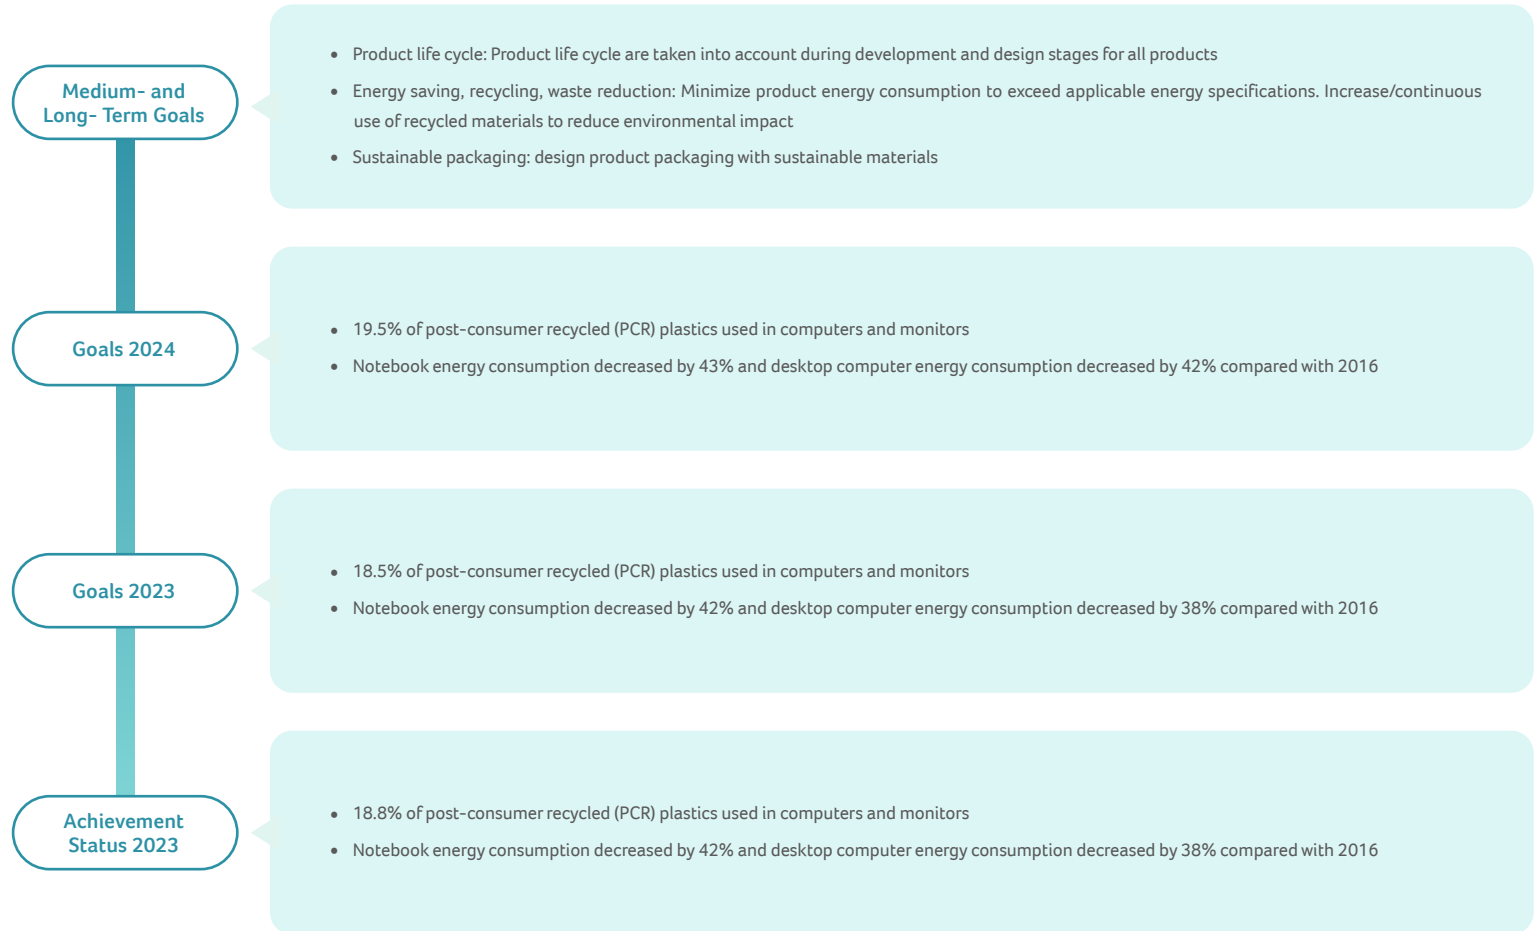 Medium- and
Long- Term Goals
• Product life cycle: Product life cycle are taken into account during development and design stages for all products
• Energy saving, recycling, waste reduction: Minimize product energy consumption to exceed applicable energy specifications. Increase/continuous
use of recycled materials to reduce environmental impact
• Sustainable packaging: design product packaging with sustainable materials
Goals 2024
• 19.5% of post-consumer recycled (PCR) plastics used in computers and monitors
• Notebook energy consumption decreased by 43% and desktop computer energy consumption decreased by 42% compared with 2016
Goals 2023
• 18.5% of post-consumer recycled (PCR) plastics used in computers and monitors
• Notebook energy consumption decreased by 42% and desktop computer energy consumption decreased by 38% compared with 2016
Achievement
Status 2023
• 18.8% of post-consumer recycled (PCR) plastics used in computers and monitors
• Notebook energy consumption decreased by 42% and desktop computer energy consumption decreased by 38% compared with 2016